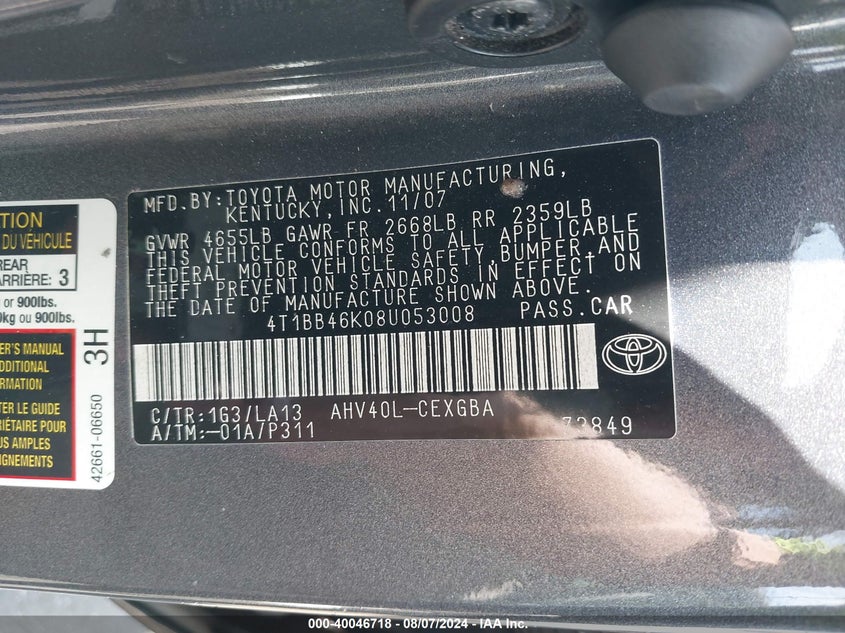 TION
DU VÉHICULE
REAR
ARRIÈRE: 3
or 900lbs.
0kg ou 900lbs.
ER'S MANUAL
ADDITIONAL
ORMATION
TER LE GUIDE
RIÉTAIRE POUR
US AMPLES
EIGNEMENTS
3H
42661-06650
MFD.BY:TOYOTA MOTOR MANUFACTURING,
KENTUCKY,INC.11/07
GVWR 4655LB GAWR FR 2668LB RR 2359LB
THIS VEHICLE CONFORMS TO ALL APPLICABLE
FEDERAL MOTOR VEHICLE SAFETY,BUMPER,AND
THEFT PREVENTION STANDARDS IN EFFECT ON
THE DATE OF MANUFACTURE SHOWN ABOVE.
4T1BB46K08U053008 PASS.CAR
C/TR:1G3/LA13 AHV40L-CEXGBA
A/TM:-01A/P311 73849
000-40046718 - 08/07/2024 - IAA Inc.